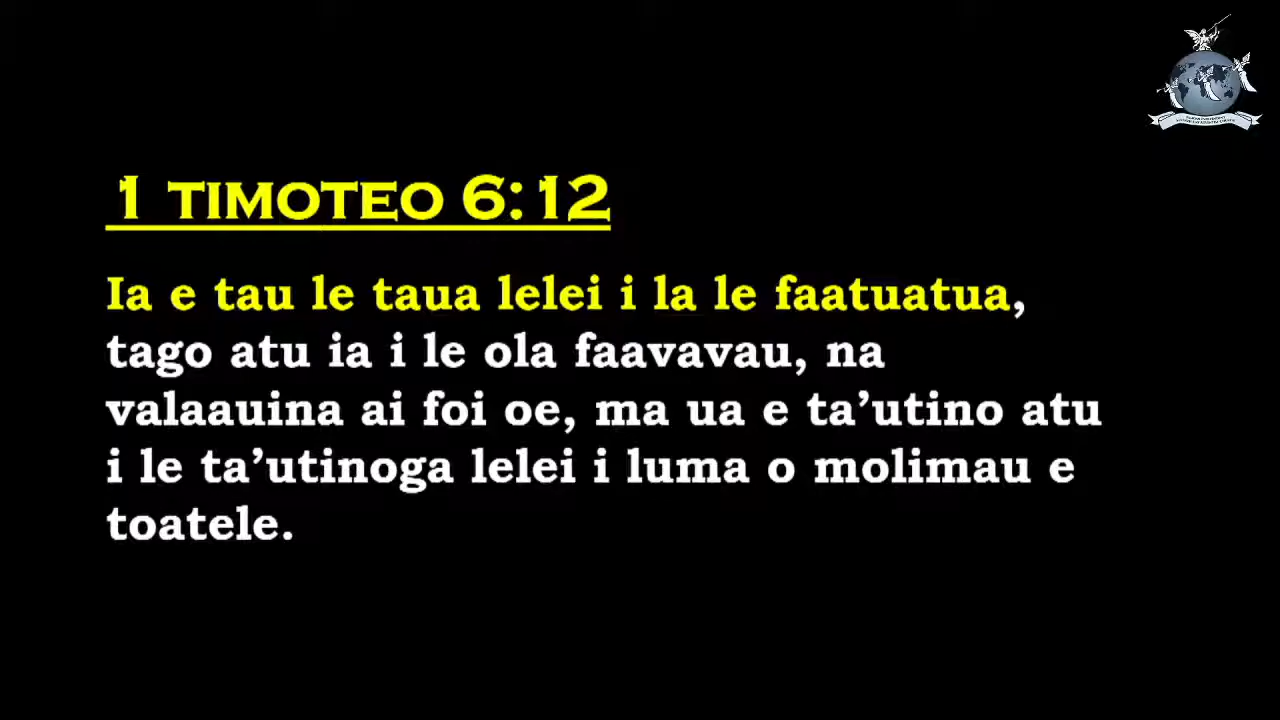 1 TIMOTEO 6:12
Ia e tau le taua lelei i la le faatuatua,
tago atu ia i le ola faavavau, na
valaauina ai foi oe, ma ua e ta’utino atu
i le ta’utinoga lelei i luma o molimau e
toatele.